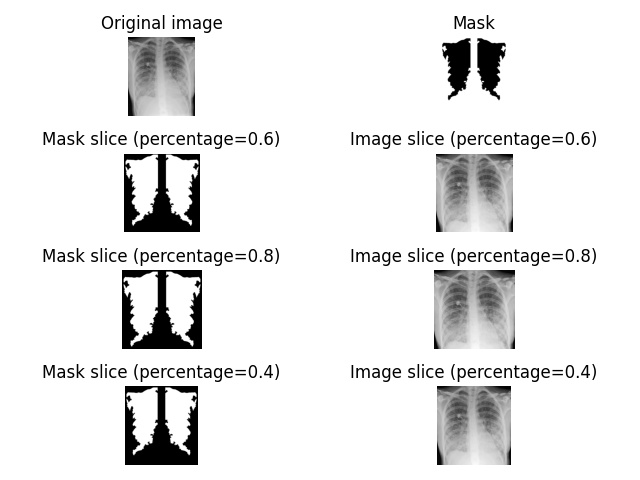 Original image
Mask
Mask slice (percentage=0.6)
Image slice (percentage=0.6)
Mask slice (percentage=0.8)
Image slice (percentage=0.8)
Mask slice (percentage=0.4)
Image slice (percentage=0.4)